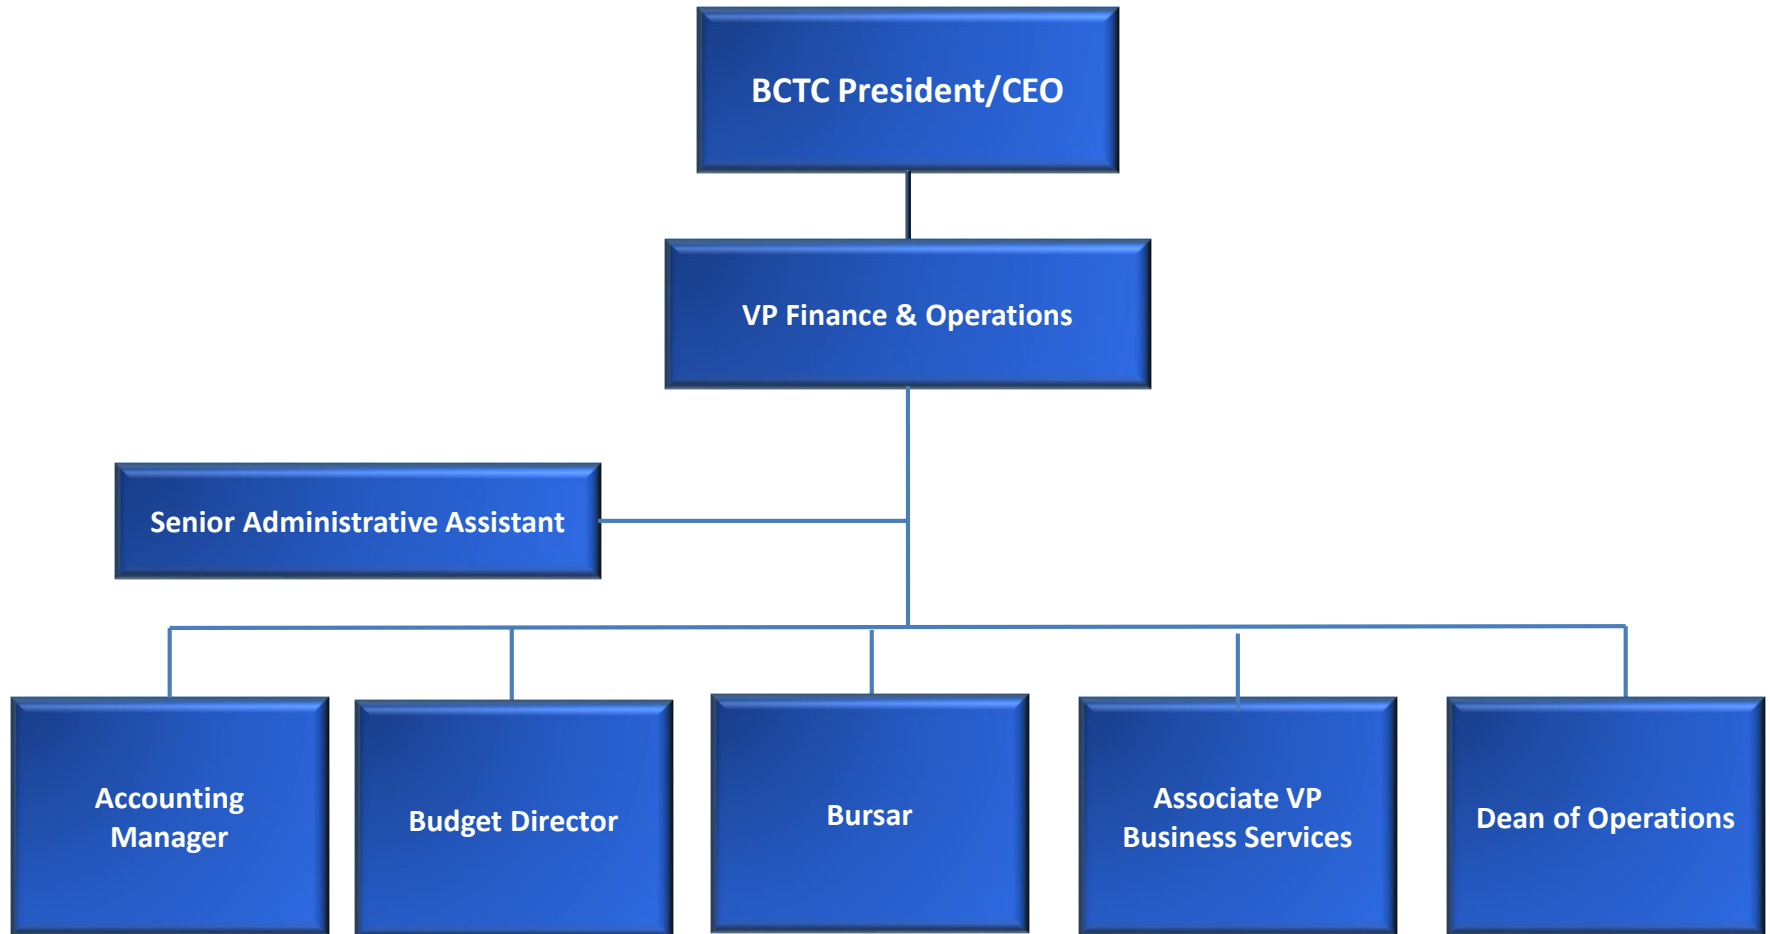 BCTC President/CEO
VP Finance & Operations
Senior Administrative Assistant
Accounting
Manager
Budget Director
Bursar
Associate VP
Business Services
Dean of Operations